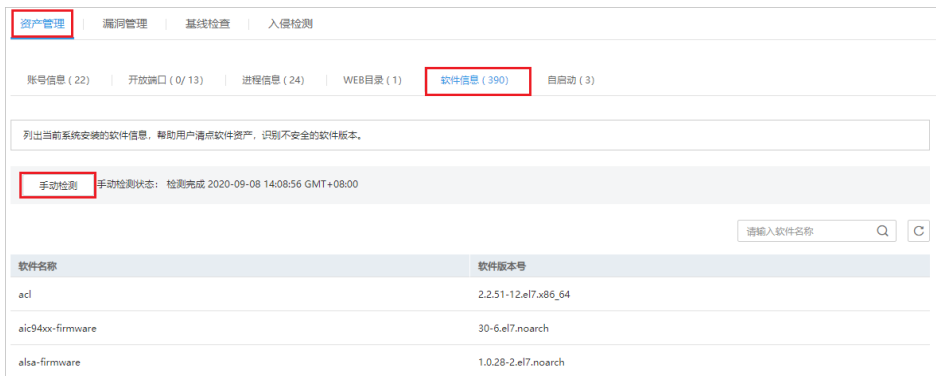 资产管理 漏洞管理 基线检查 入侵检测
账号信息 ( 22 ) 开放端口 ( 0/ 13 ) 进程信息 ( 24 ) WEB目录 ( 1 ) 软件信息 ( 390 ) 自启动 ( 3 )
列出当前系统安装的软件信息，帮助用户清点软件资产，识别不安全的软件版本。
手动检测 手动检测状态： 检测完成 2020-09-08 14:08:56 GMT+08:00
请输入软件名称
软件名称 软件版本号
acl 2.2.51-12.el7.x86_64
aic94xx-firmware 30-6.el7.noarch
alsa-firmware 1.0.28-2.el7.noarch